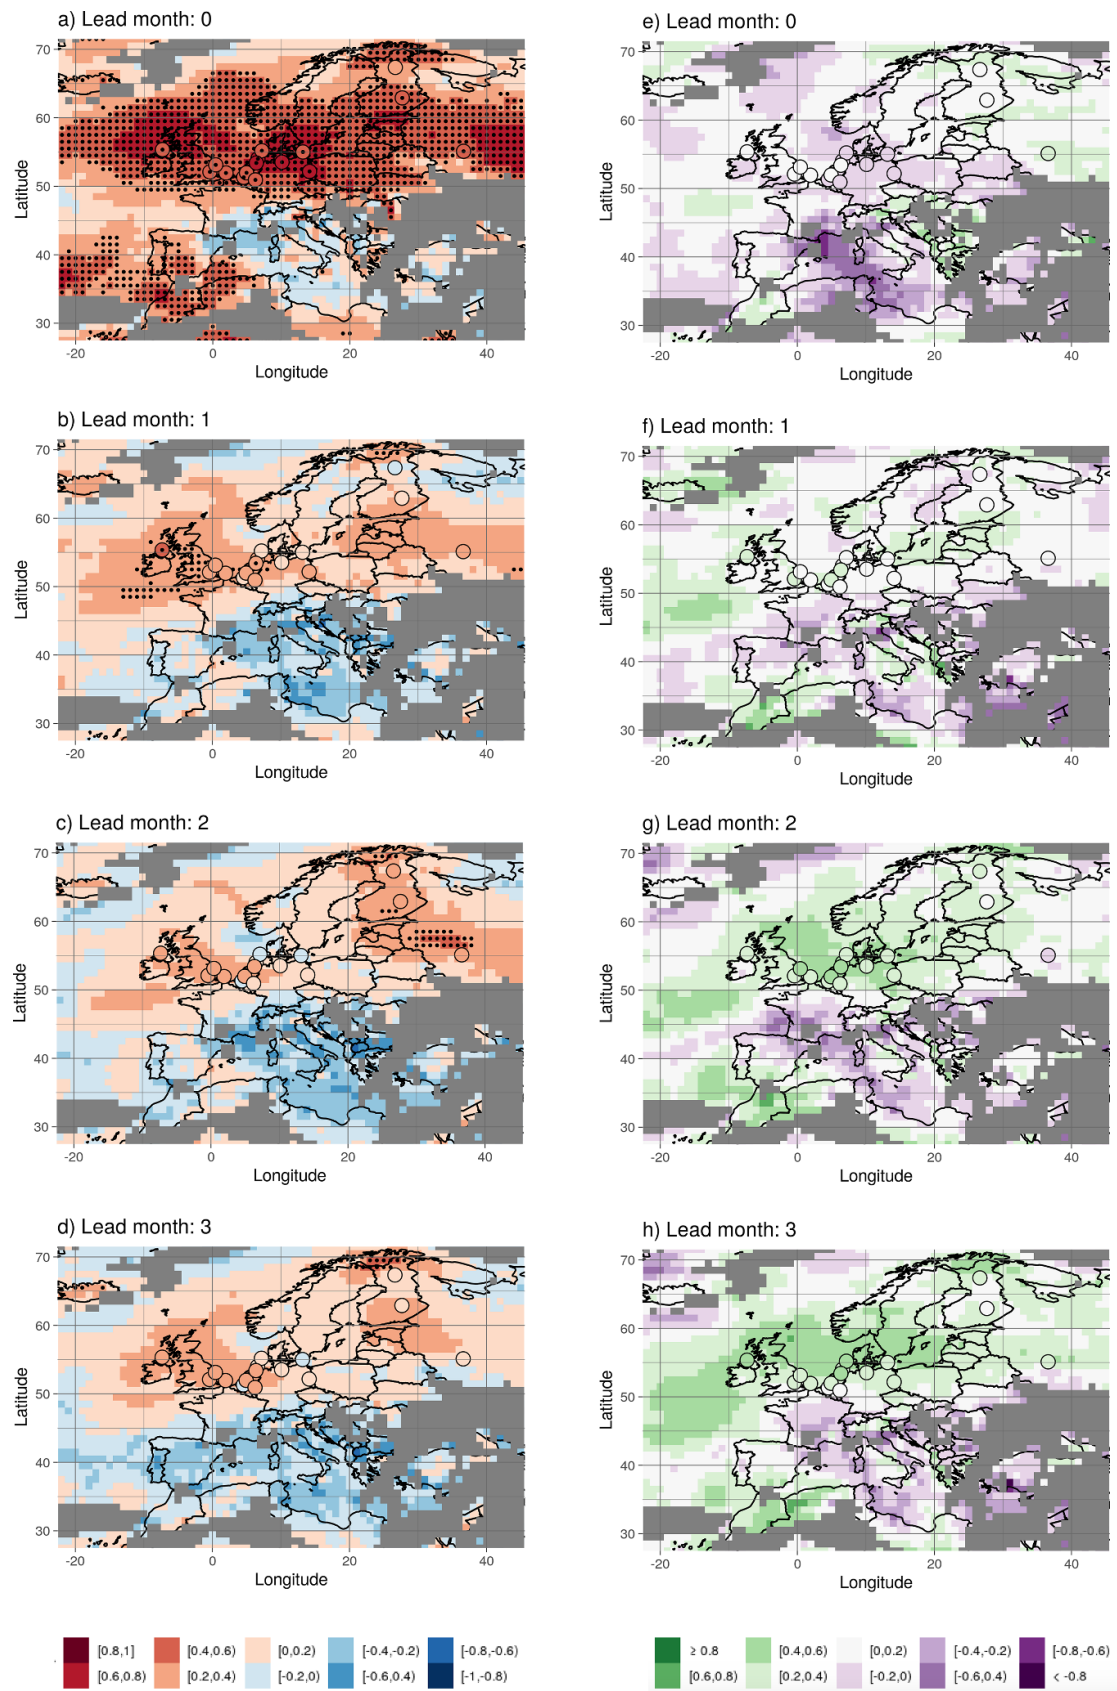 a) Lead month: 0
70
60
50
40
30
-20
0
20
40
Latitude
Longitude
e) Lead month: 0
70
60
50
40
30
-20
0
20
40
Latitude
Longitude
b) Lead month: 1
70
60
50
40
30
-20
0
20
40
Latitude
Longitude
f) Lead month: 1
70
60
50
40
30
-20
0
20
40
Latitude
Longitude
c) Lead month: 2
70
60
50
40
30
-20
0
20
40
Latitude
Longitude
g) Lead month: 2
70
60
50
40
30
-20
0
20
40
Latitude
Longitude
d) Lead month: 3
70
60
50
40
30
-20
0
20
40
Latitude
Longitude
h) Lead month: 3
70
60
50
40
30
-20
0
20
40
Latitude
Longitude
[0.8,1] [0.4,0.6) [0,0.2) [-0.4,-0.2) [-0.8,-0.6)
[0.6,0.8) [0.2,0.4) [-0.2,0) [-0.6,0.4) [-1,-0.8)
≥ 0.8 [0.4,0.6) [0,0.2) [-0.4,-0.2) [-0.8,-0.6)
[0.6,0.8) [0.2,0.4) [-0.2,0) [-0.6,0.4) < -0.8